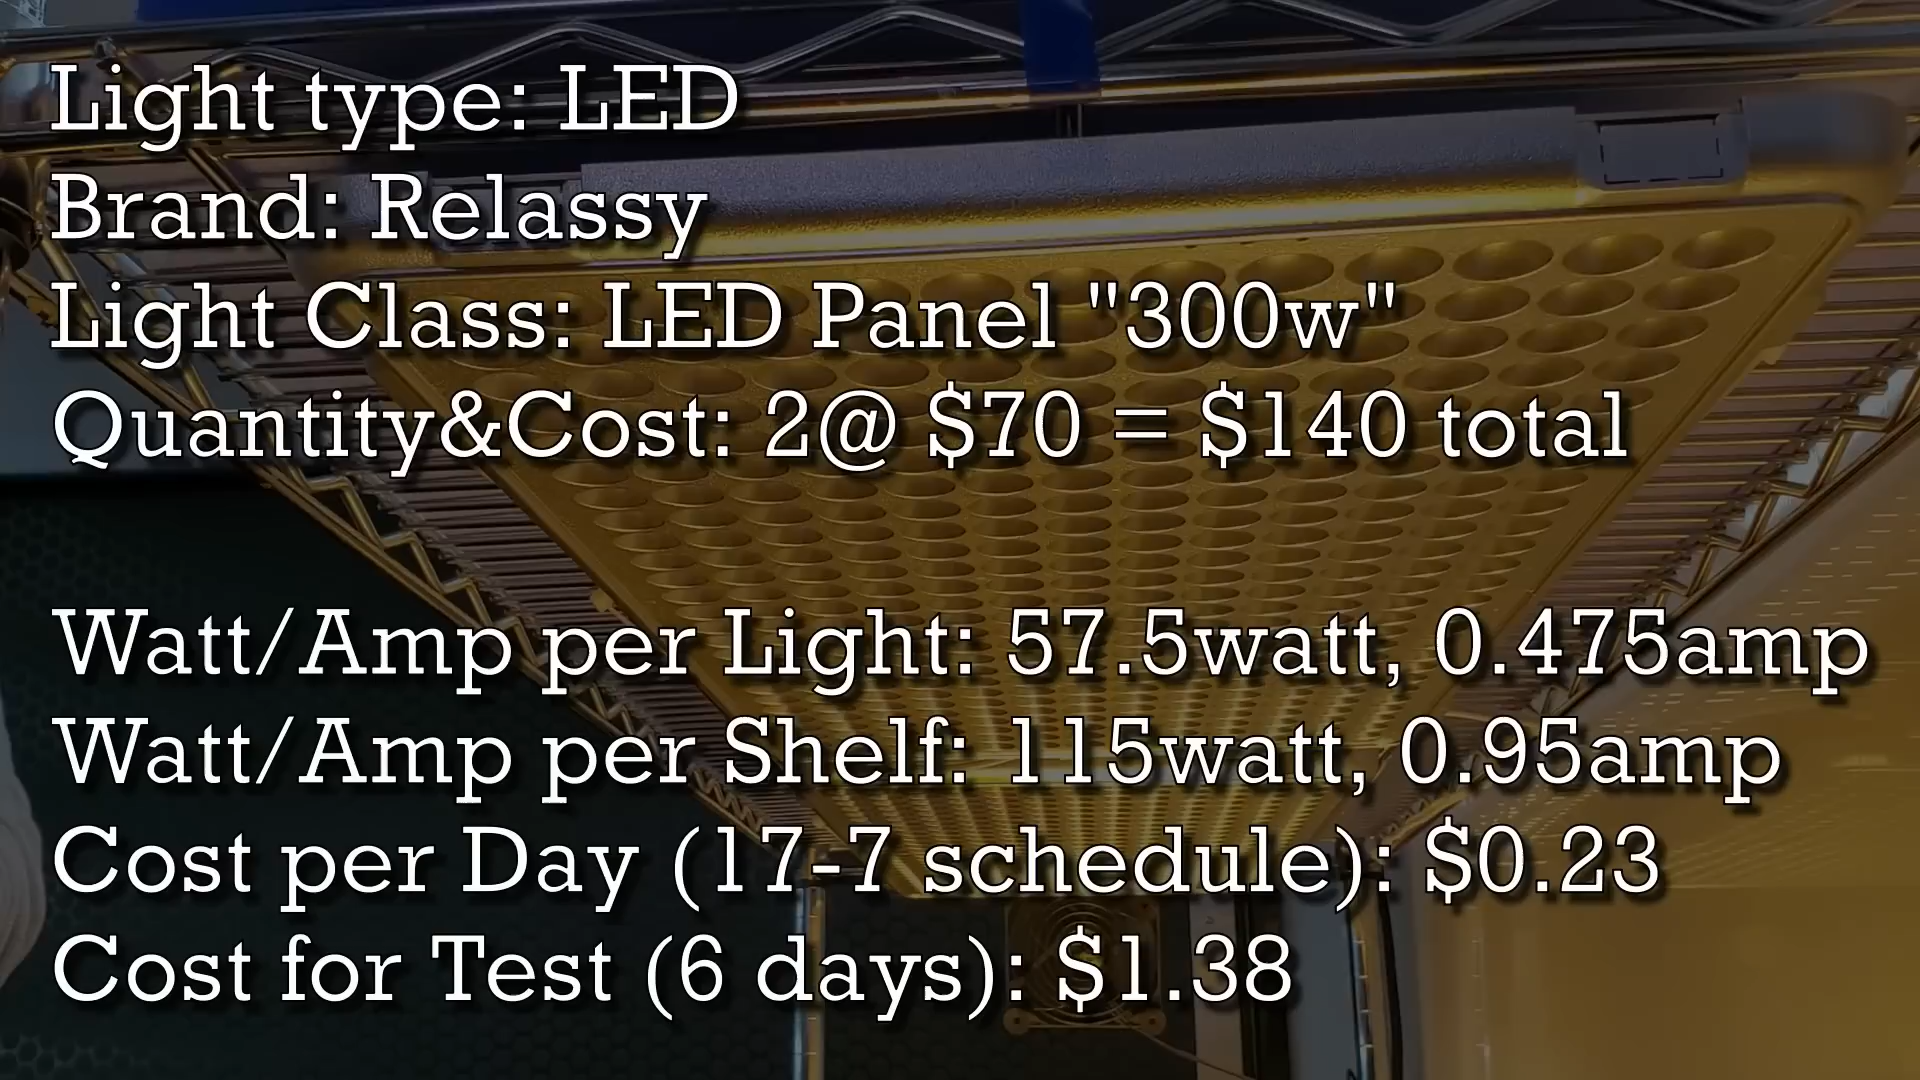 Light type: LED
Brand: Relassy
Light Class: LED Panel "300w"
Quantity&Cost: 2@ $70 = $140 total
Watt/Amp per Light: 57.5watt, 0.475amp
Watt/Amp per Shelf: 115watt, 0.95amp
Cost per Day (17-7 schedule): $0.23
Cost for Test (6 days): $1.38